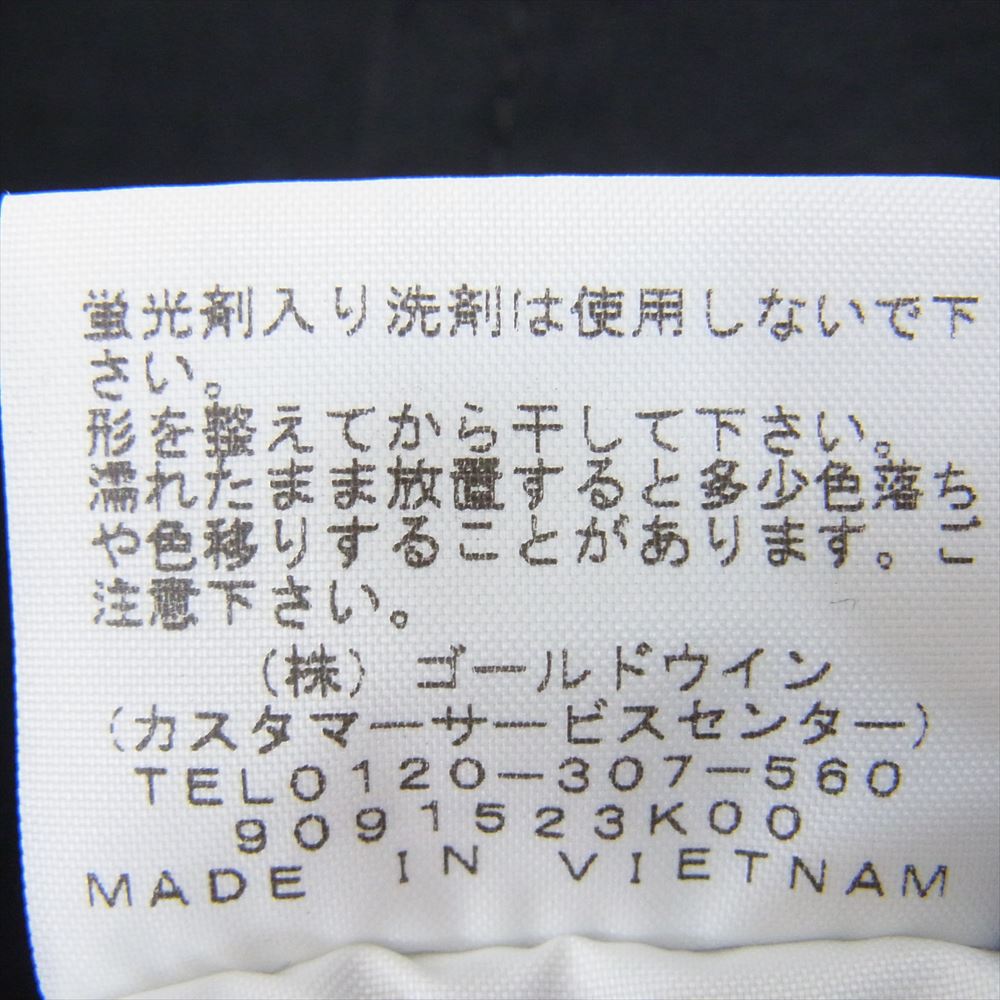 蛍光剤入り洗剤は使用しないで下
さい。
形を整えてから干して下さい。
濡れたまま放置すると多少色落ち
や色移りすることがあります。ご
注意下さい。
(株) ゴールドウイン
(カスタマーサービスセンター)
TEL0120-307-560
9091523K00
MADE IN VIETNAM